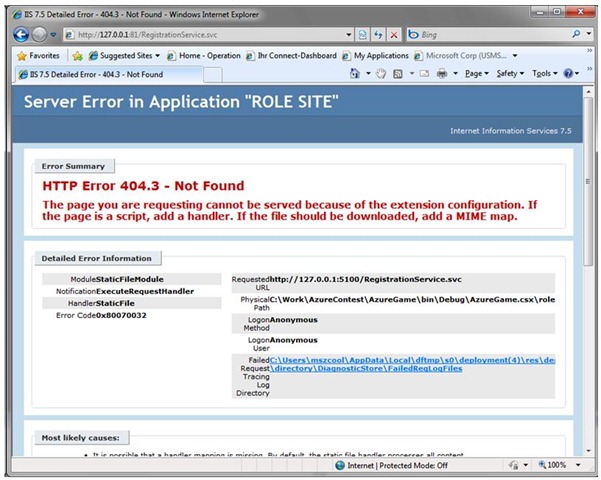 IIS 7.5 Detailed Error - 404.3 - Not Found - Windows Internet Explorer
http://127.0.0.1:81/RegistrationService.svc
Bing
Favorites Suggested Sites Home - Operation Ihr Connect-Dashboard My Applications Microsoft Corp (USMS...
IIS 7.5 Detailed Error - 404.3 - Not Found
Page Safety Tools
Server Error in Application "ROLE SITE"
Internet Information Services 7.5
Error Summary
HTTP Error 404.3 - Not Found
The page you are requesting cannot be served because of the extension configuration. If
the page is a script, add a handler. If the file should be downloaded, add a MIME map.
Detailed Error Information
Module StaticFileModule
Notification ExecuteRequestHandler
Handler StaticFile
Error Code 0x80070032
Requested URL http://127.0.0.1:5100/RegistrationService.svc
Physical Path C:\Work\AzureContest\AzureGame\bin\Debug\AzureGame.csx\role
Logon Method Anonymous
Logon User Anonymous
Failed Request Tracing Log Directory C:\Users\mszcool\AppData\Local\dftmp\s0\deployment(4)\res\de
\directory\DiagnosticStore\FailedReqLogFiles
Most likely causes:
It is possible that a handler mapping is missing. By default, the static file handler processes all content.
Internet | Protected Mode: Off
100%